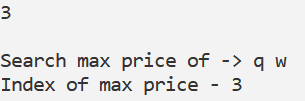 3
Search max price of -> q w
Index of max price - 3